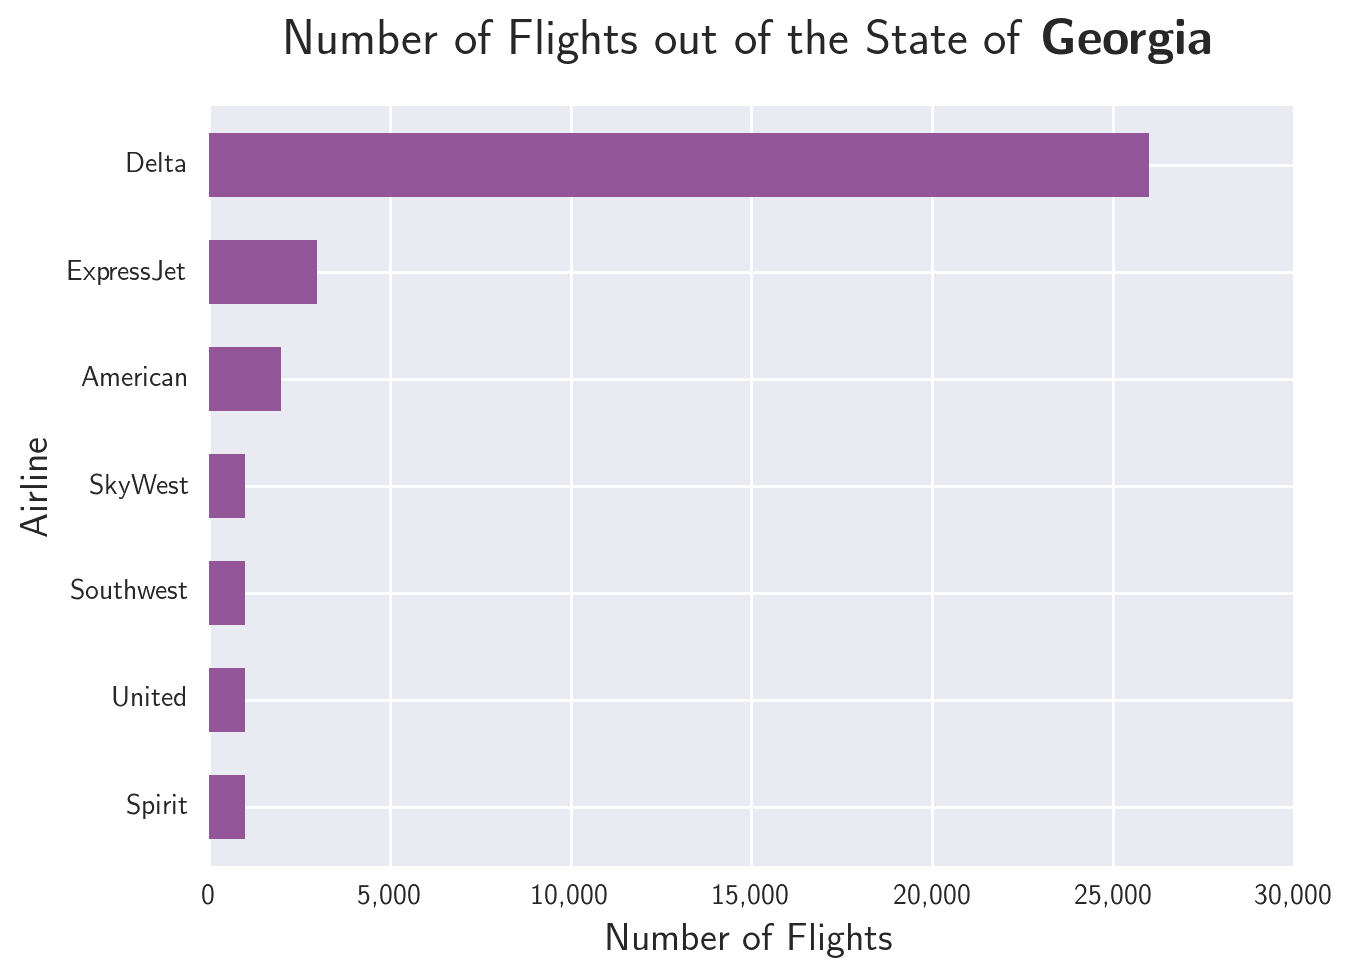 Number of Flights out of the State of Georgia
Delta
ExpressJet
American
SkyWest
Southwest
United
Spirit
Airline
0 5,000 10,000 15,000 20,000 25,000 30,000
Number of Flights